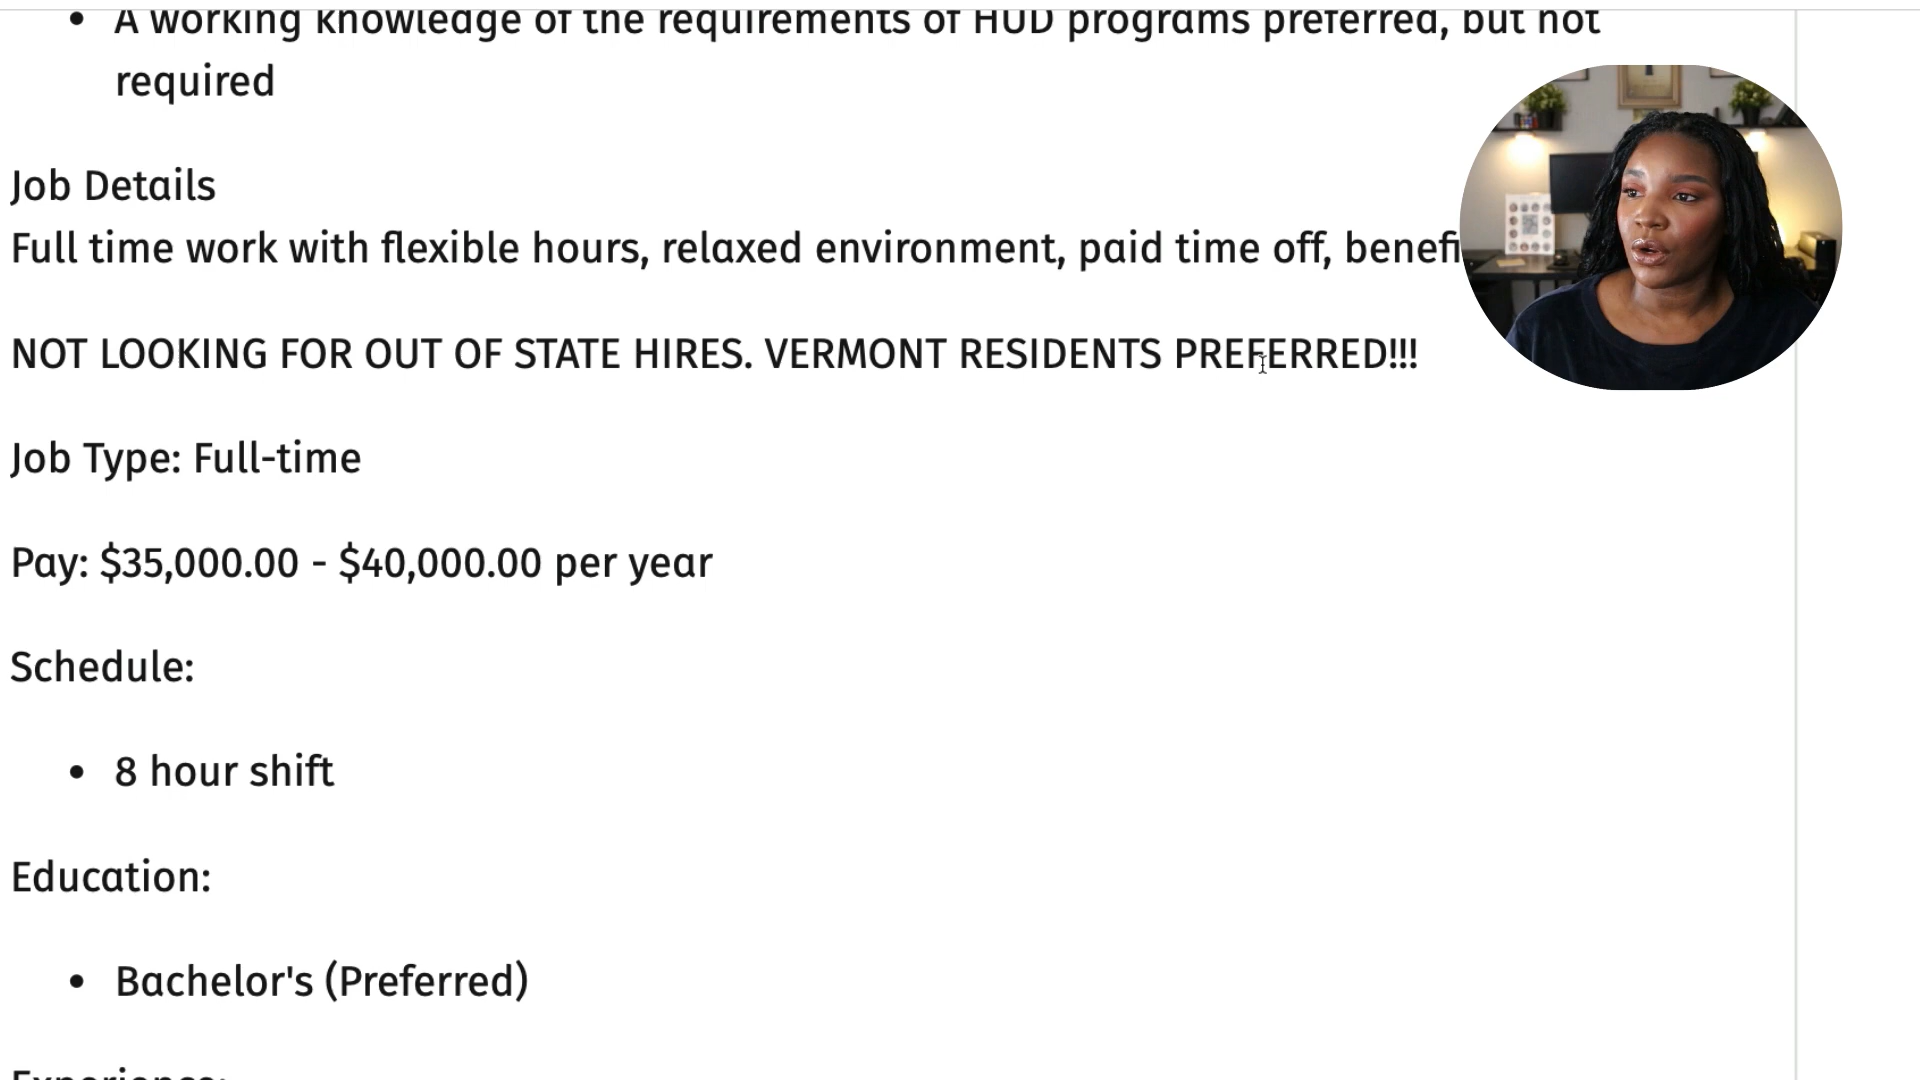 • A working knowledge of the requirements of HUD programs preferred, but not
required
Job Details
Full time work with flexible hours, relaxed environment, paid time off,
NOT LOOKING FOR OUT OF STATE HIRES. VERMONT RESIDENTS PREFERRED!!!
Job Type: Full-time
Pay: $35,000.00 - $40,000.00 per year
Schedule:
• 8 hour shift
Education:
• Bachelor's (Preferred)